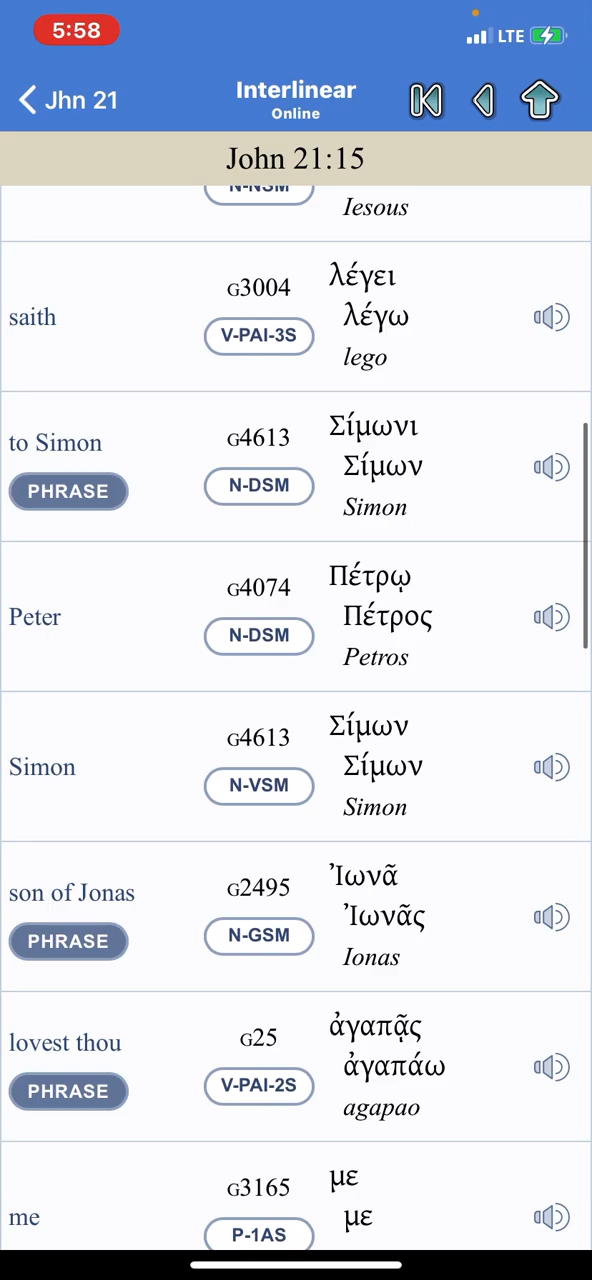 5:58
LTE
Jhn 21
Interlinear
Online
John 21:15
N-NSM
Iesous
saith
G3004
V-PAI-3S
λέγει
λέγω
lego
to Simon
PHRASE
G4613
N-DSM
Σίμωνι
Σίμων
Simon
Peter
G4074
N-DSM
Πέτρῳ
Πέτρος
Petros
Simon
G4613
N-VSM
Σίμων
Σίμων
Simon
son of Jonas
PHRASE
G2495
N-GSM
Ἰωνᾶ
Ἰωνᾶς
Ionas
lovest thou
PHRASE
G25
V-PAI-2S
ἀγαπᾷς
ἀγαπάω
agapao
me
G3165
P-1AS
με
με